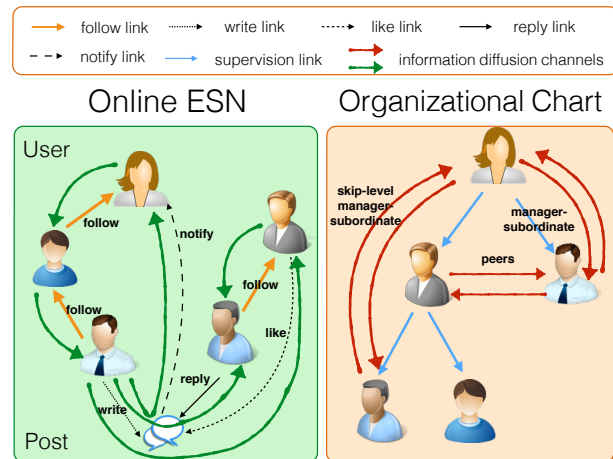 follow link write link like link reply link
notify link supervision link information diffusion channels
Online ESN Organizational Chart
User
follow
notify
follow
follow
like
reply
write
Post
skip-level
manager-
subordinate
manager-
subordinate
peers